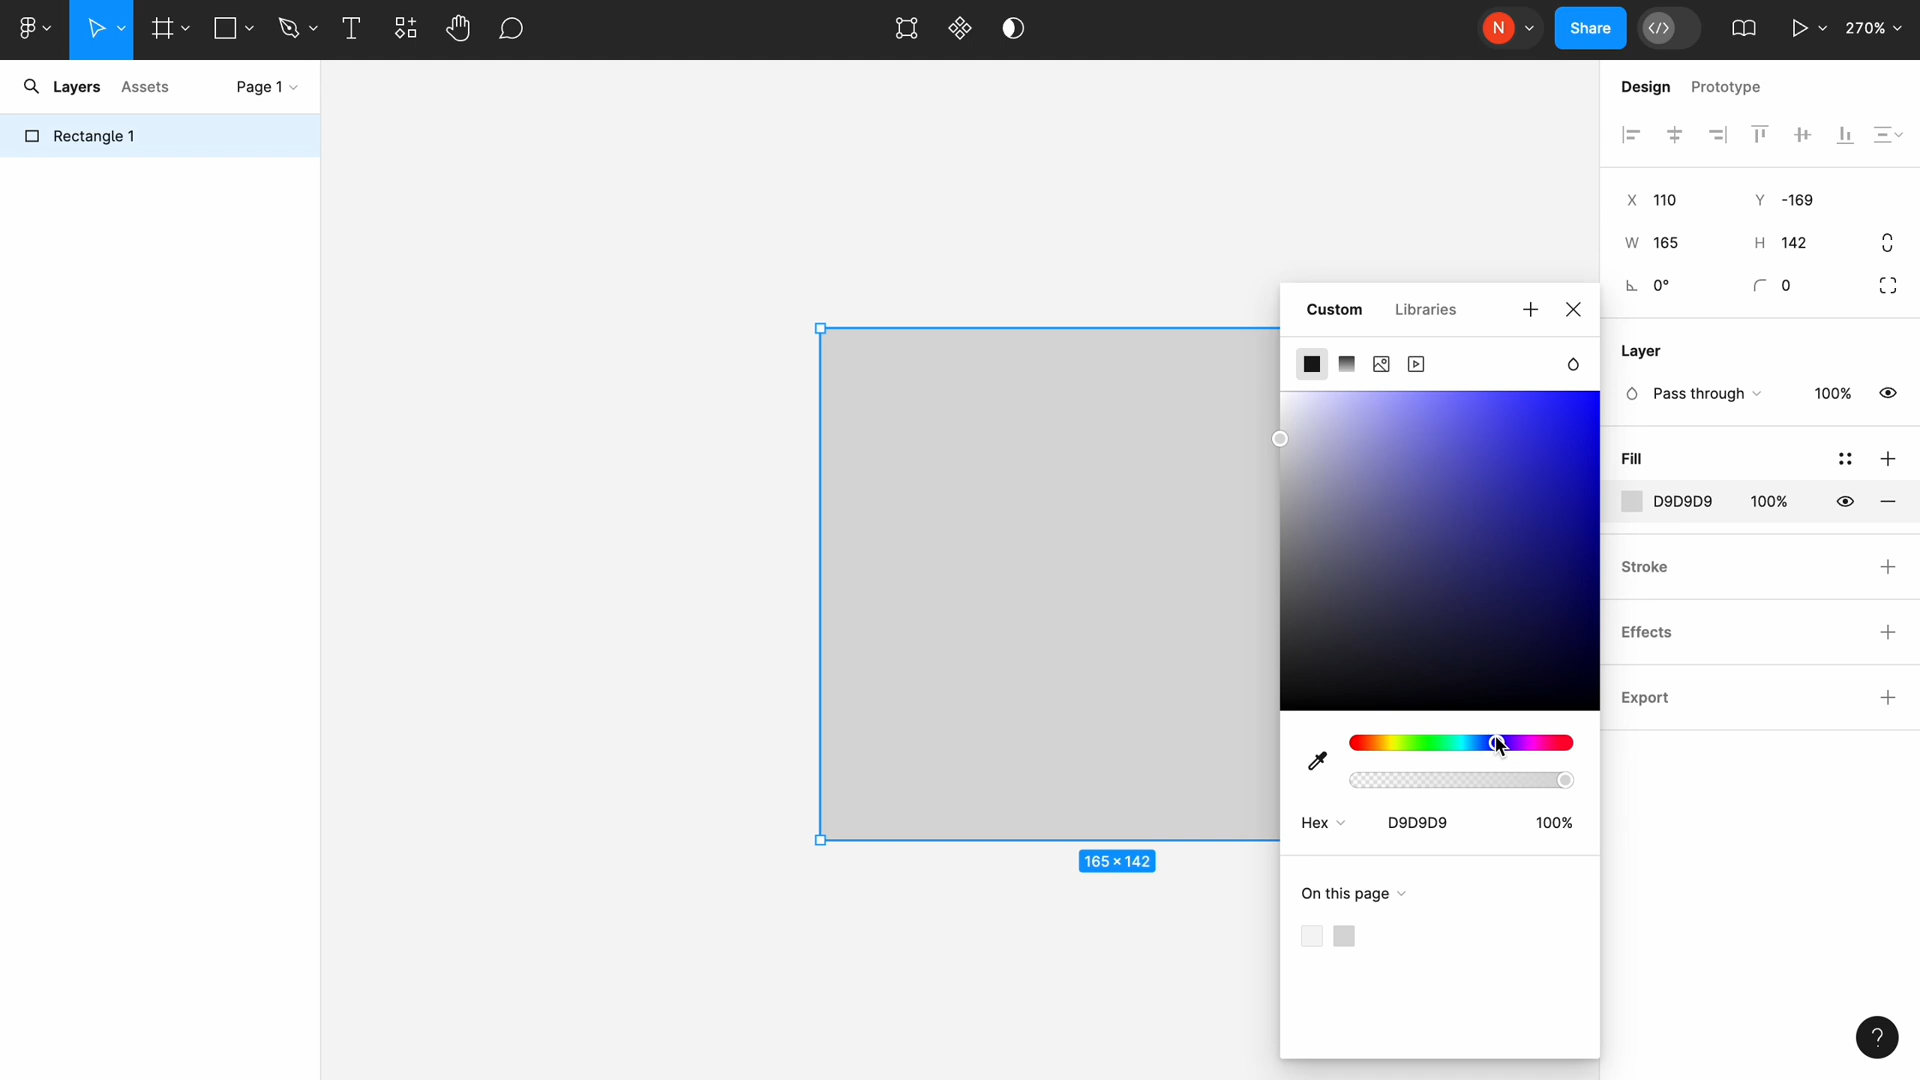 N
Share
270%
Layers
Assets
Page 1
Design
Prototype
Rectangle 1
X 110
Y -169
W 165
H 142
0°
0
Custom
Libraries
Layer
Pass through
100%
Fill
D9D9D9
100%
Stroke
Effects
Export
Hex
D9D9D9
100%
165 × 142
On this page
?